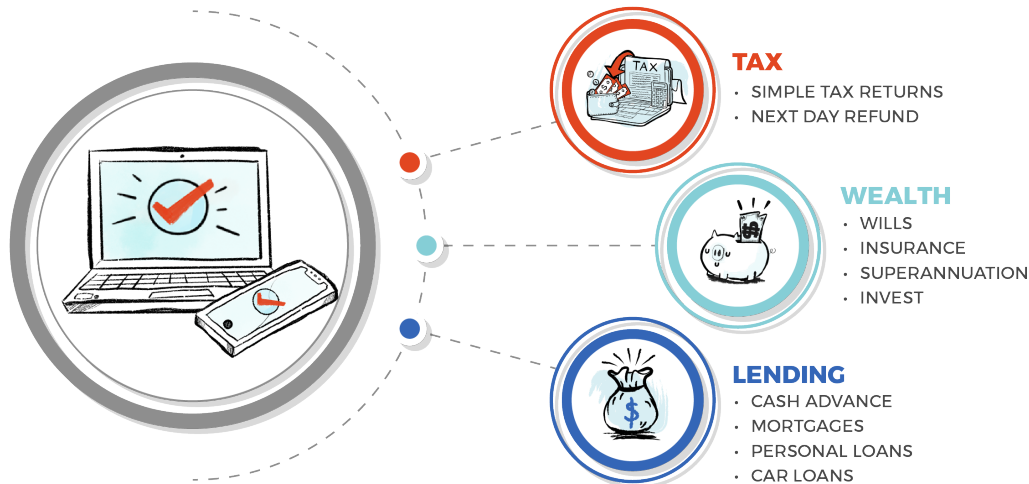 TAX
TAX
• SIMPLE TAX RETURNS
• NEXT DAY REFUND
WEALTH
• WILLS
• INSURANCE
• SUPERANNUATION
• INVEST
$
LENDING
• CASH ADVANCE
• MORTGAGES
• PERSONAL LOANS
• CAR LOANS
$